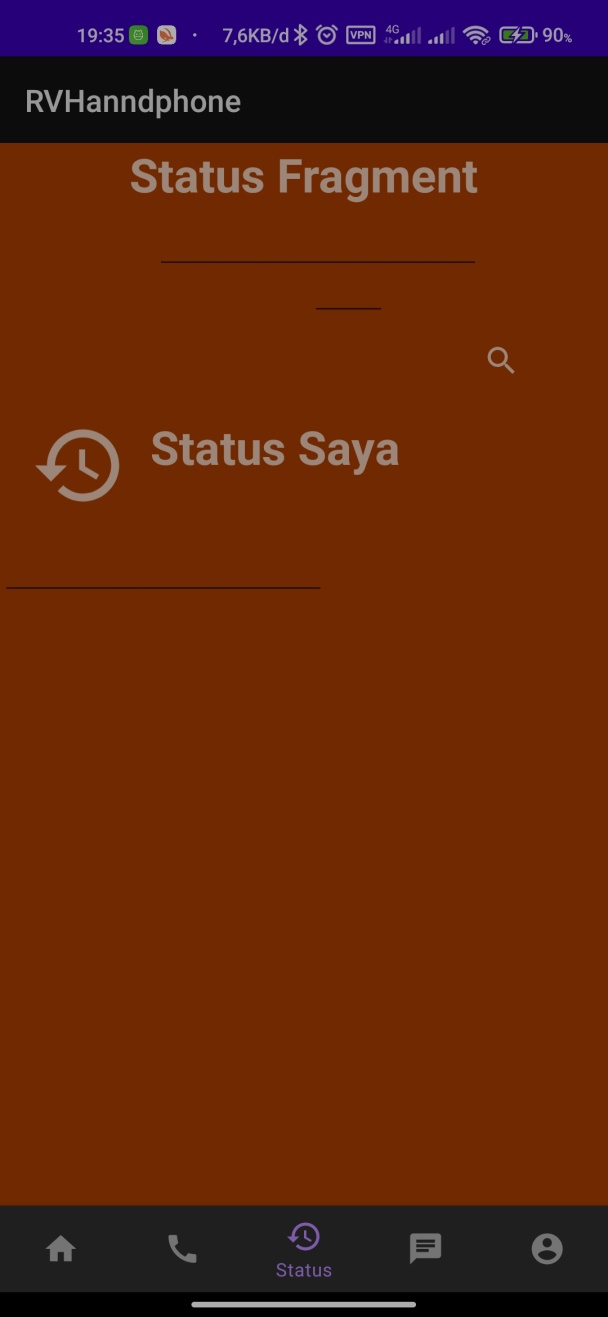 19:35 7,6KB/d VPN 4G 90%
RVHanndphone
Status Fragment
Status Saya
Status